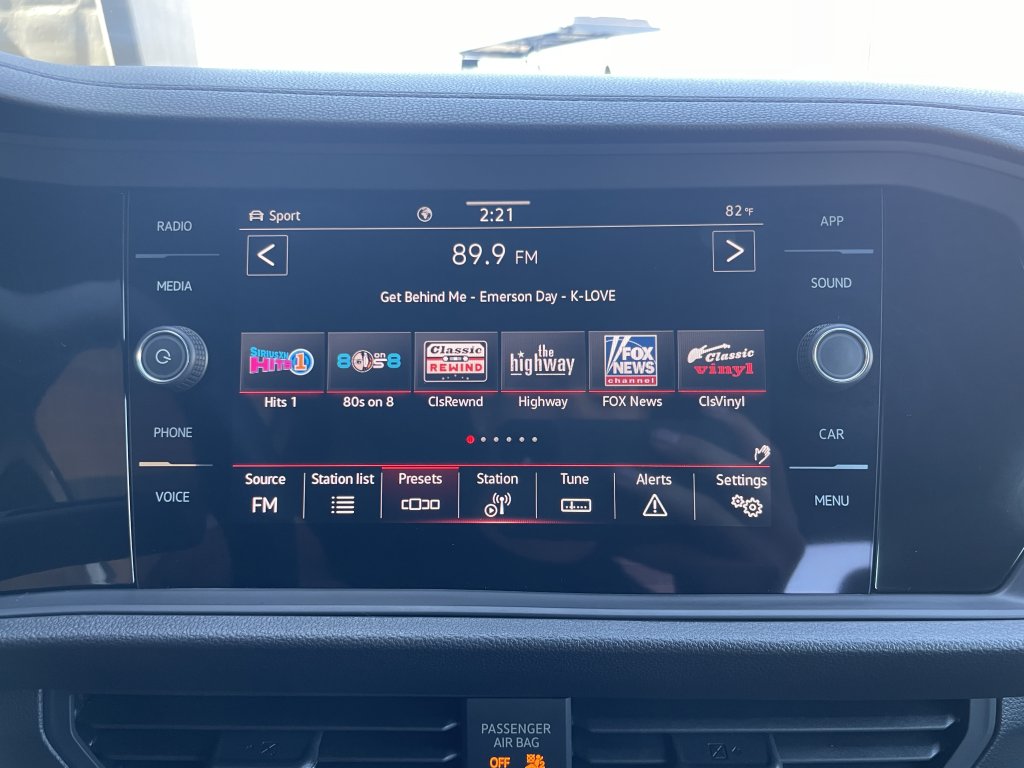 Sport 2:21 82°F
RADIO
APP
< 89.9 FM >
MEDIA
SOUND
Get Behind Me - Emerson Day - K-LOVE
SIRIUSXM
HITS 1
8 on 8
Classic
REWIND
the
highway
FOX
NEWS
channel
Classic
vinyl
Hits 1 80s on 8 ClsRewnd Highway FOX News ClsVinyl
PHONE
CAR
Source Station list Presets Station Tune Alerts Settings
FM
VOICE
MENU
PASSENGER
AIR BAG
OFF